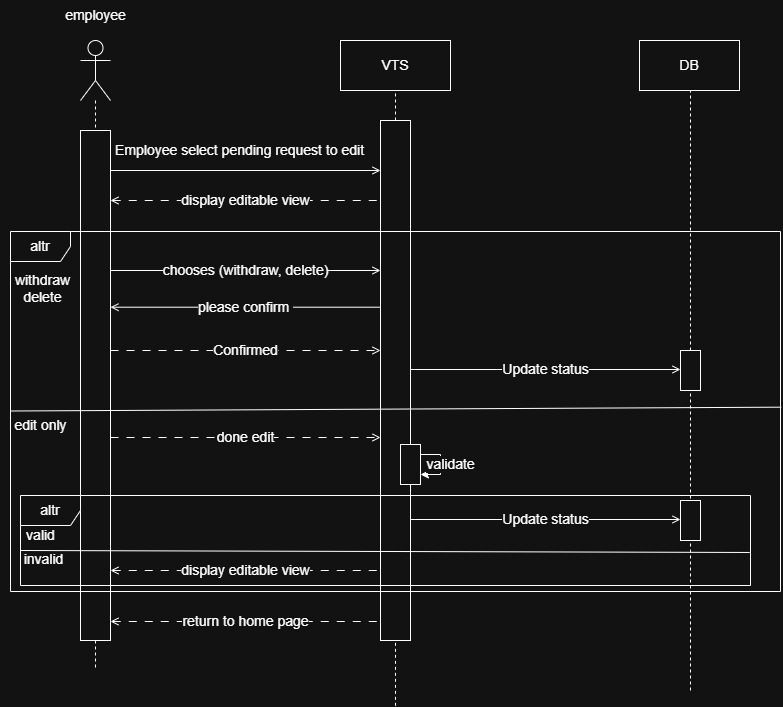 employee
VTS
DB
Employee select pending request to edit
display editable view
altr
withdraw
delete
chooses (withdraw, delete)
please confirm
Confirmed
Update status
edit only
done edit
validate
altr
valid
Update status
invalid
display editable view
return to home page